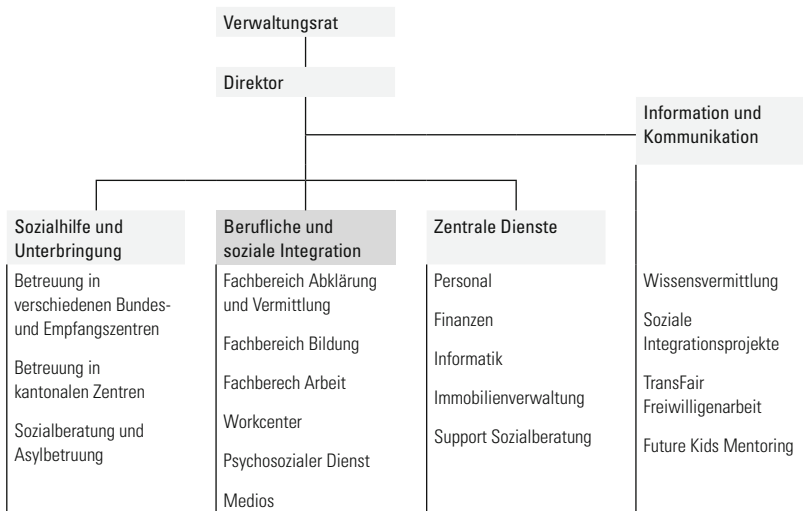 Verwaltungsrat
Direktor
Information und
Kommunikation
Sozialhilfe und
Unterbringung
Betreuung in
verschiedenen Bundes-
und Empfangszentren
Betreuung in
kantonalen Zentren
Sozialberatung und
Asylbetruung
Berufliche und
soziale Integration
Fachbereich Abklärung
und Vermittlung
Fachbereich Bildung
Fachberech Arbeit
Workcenter
Psychosozialer Dienst
Medios
Zentrale Dienste
Personal
Finanzen
Informatik
Immobilienverwaltung
Support Sozialberatung
Wissensvermittlung
Soziale
Integrationsprojekte
TransFair
Freiwilligenarbeit
Future Kids Mentoring